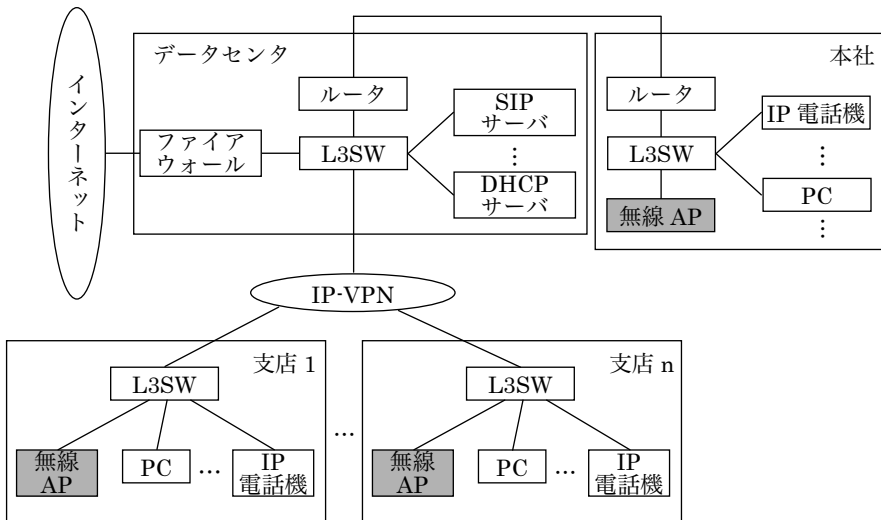 インターネット
データセンタ
ルータ
SIP
サーバ
ファイア
ウォール
L3SW
⋮
DHCP
サーバ
本社
ルータ
IP 電話機
L3SW
⋮
無線 AP
PC
⋮
IP-VPN
支店 1
L3SW
無線
AP
PC
…
IP
電話機
…
支店 n
L3SW
無線
AP
PC
…
IP
電話機